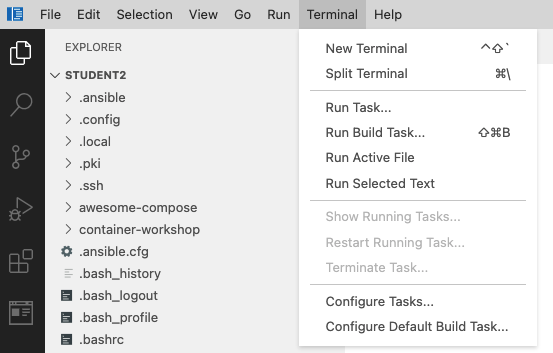 File Edit Selection View Go Run Terminal Help
EXPLORER
STUDENT2
.ansible
.config
.local
.pki
.ssh
awesome-compose
container-workshop
.ansible.cfg
.bash_history
.bash_logout
.bash_profile
.bashrc
New Terminal ^⇧`
Split Terminal ⌘\
Run Task...
Run Build Task... ⇧⌘B
Run Active File
Run Selected Text
Show Running Tasks...
Restart Running Task...
Terminate Task...
Configure Tasks...
Configure Default Build Task...